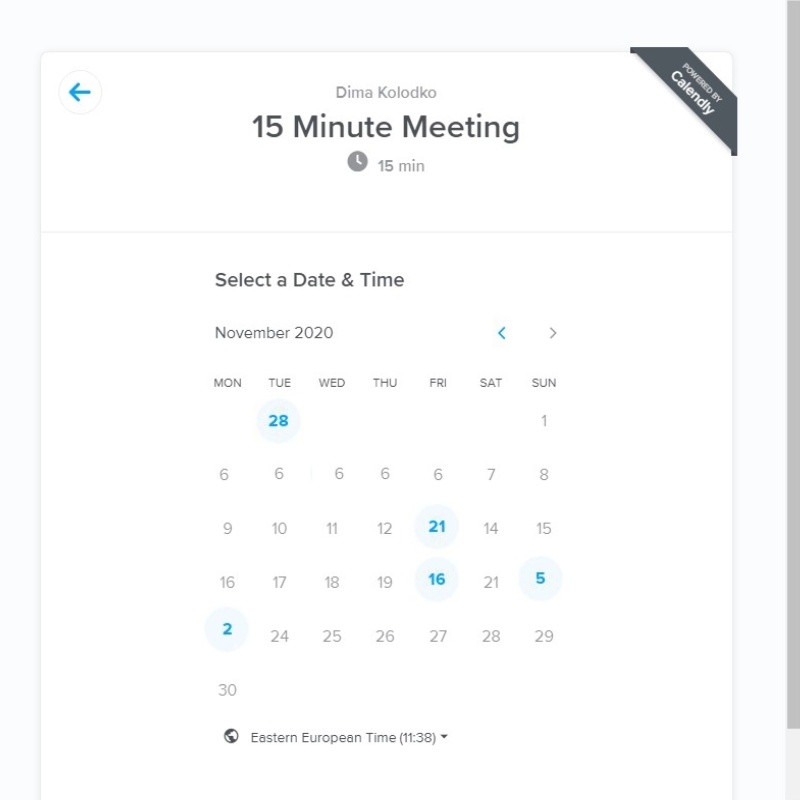 POWERED BY
Calendly
Dima Kolodko
15 Minute Meeting
15 min
Select a Date & Time
November 2020
MON TUE WED THU FRI SAT SUN
28 1
6 6 6 6 6 7 8
9 10 11 12 21 14 15
16 17 18 19 16 21 5
2 24 25 26 27 28 29
30
Eastern European Time (11:38)